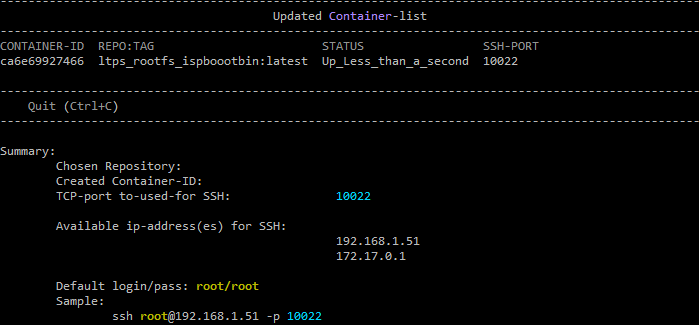 Updated Container-list
CONTAINER-ID REPO:TAG STATUS SSH-PORT
ca6e69927466 ltps_rootfs_ispboootbin:latest Up_Less_than_a_second 10022
Quit (Ctrl+C)
Summary:
Chosen Repository:
Created Container-ID:
TCP-port to-used-for SSH: 10022
Available ip-address(es) for SSH:
192.168.1.51
172.17.0.1
Default login/pass: root/root
Sample:
ssh root@192.168.1.51 -p 10022